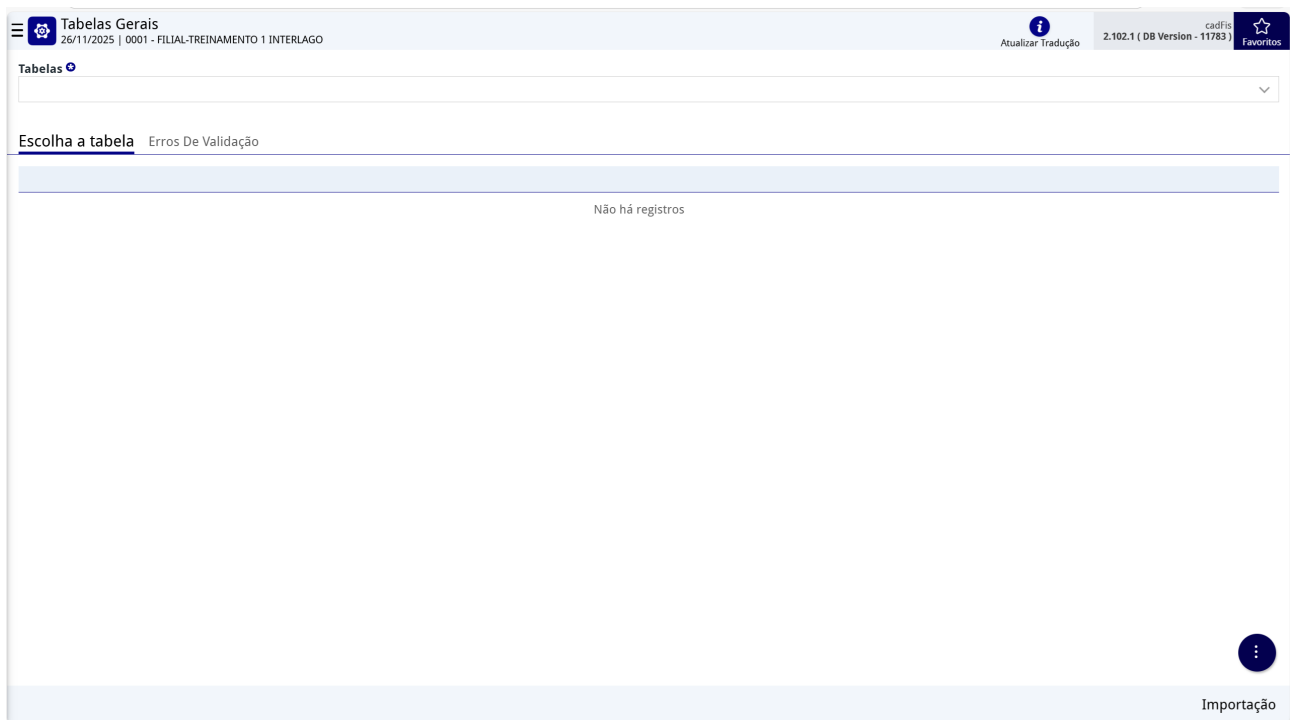 Tabelas Gerais
26/11/2025 | 0001 - FILIAL-TREINAMENTO 1 INTERLAGO
Atualizar Tradução
cadFis
2.102.1 ( DB Version - 11783 )
Favoritos
Tabelas
Escolha a tabela
Erros De Validação
Não há registros
Importação